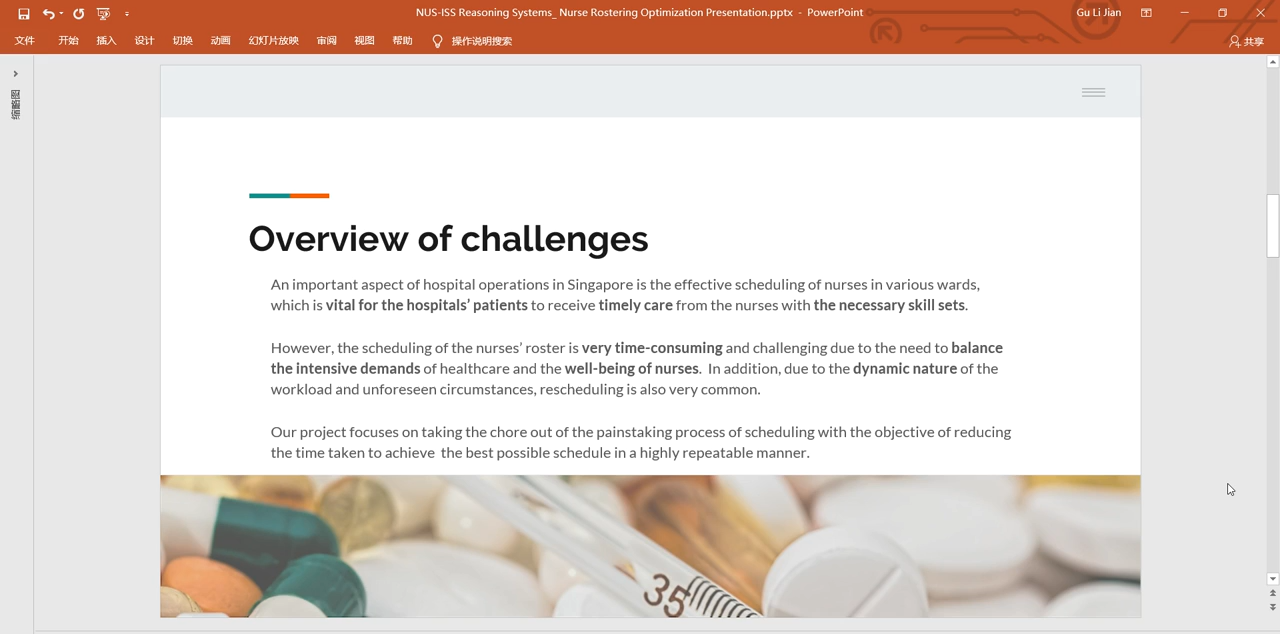 NUS-ISS Reasoning Systems_ Nurse Rostering Optimization Presentation.pptx - PowerPoint
Gu Li Jian
文件 开始 插入 设计 切换 动画 幻灯片放映 审阅 视图 帮助 操作说明搜索
共享
缩略图
Overview of challenges
An important aspect of hospital operations in Singapore is the effective scheduling of nurses in various wards,
which is vital for the hospitals’ patients to receive timely care from the nurses with the necessary skill sets.
However, the scheduling of the nurses’ roster is very time-consuming and challenging due to the need to balance
the intensive demands of healthcare and the well-being of nurses. In addition, due to the dynamic nature of the
workload and unforeseen circumstances, rescheduling is also very common.
Our project focuses on taking the chore out of the painstaking process of scheduling with the objective of reducing
the time taken to achieve the best possible schedule in a highly repeatable manner.
35